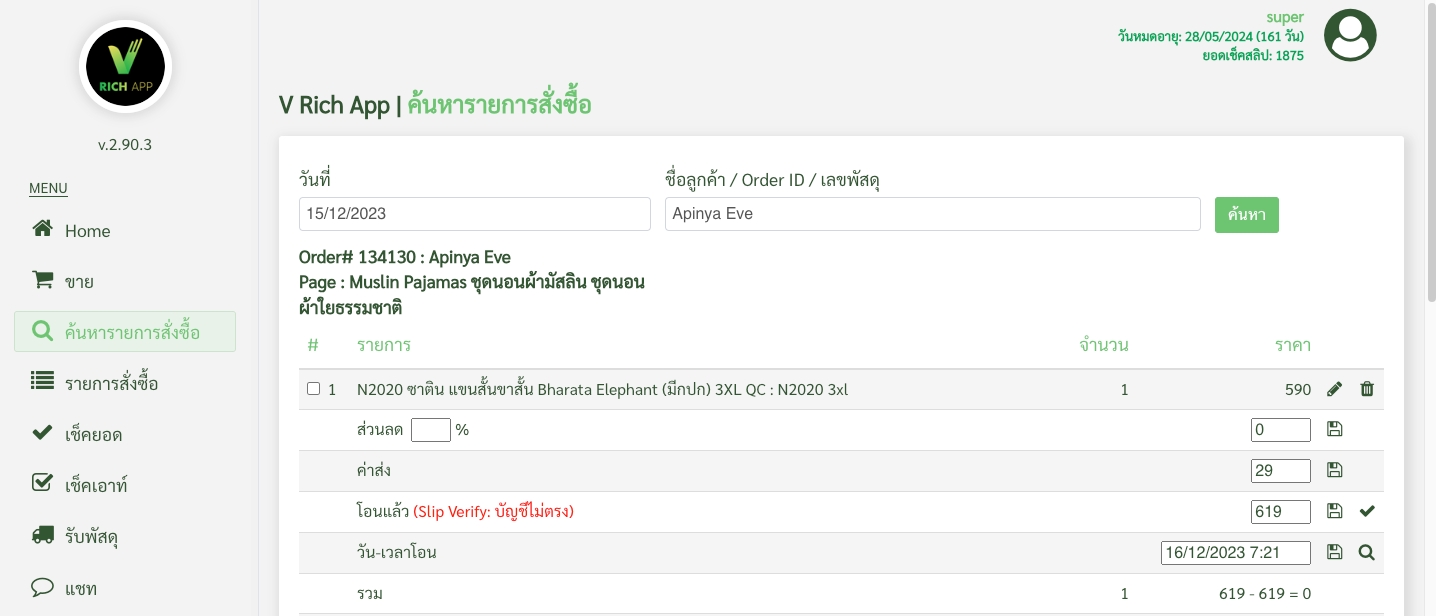 super
วันหมดอายุ: 28/05/2024 (161 วัน)
ยอดเช็คสลิป: 1875
V
RICH APP
v.2.90.3
MENU
Home
ขาย
ค้นหารายการสั่งซื้อ
รายการสั่งซื้อ
เช็คยอด
เช็คเอาท์
รับพัสดุ
แชท
V Rich App | ค้นหารายการสั่งซื้อ
วันที่ ชื่อลูกค้า / Order ID / เลขพัสดุ
15/12/2023 Apinya Eve ค้นหา
Order# 134130 : Apinya Eve
Page : Muslin Pajamas ชุดนอนผ้ามัสลิน ชุดนอน
ผ้าใยธรรมชาติ
# รายการ จำนวน ราคา
1 N2020 ซาติน แขนสั้นขาสั้น Bharata Elephant (มีกปก) 3XL QC : N2020 3xl 1 590
ส่วนลด % 0
ค่าส่ง 29
โอนแล้ว (Slip Verify: บัญชีไม่ตรง) 619
วัน-เวลาโอน 16/12/2023 7:21
รวม 1 619 - 619 = 0